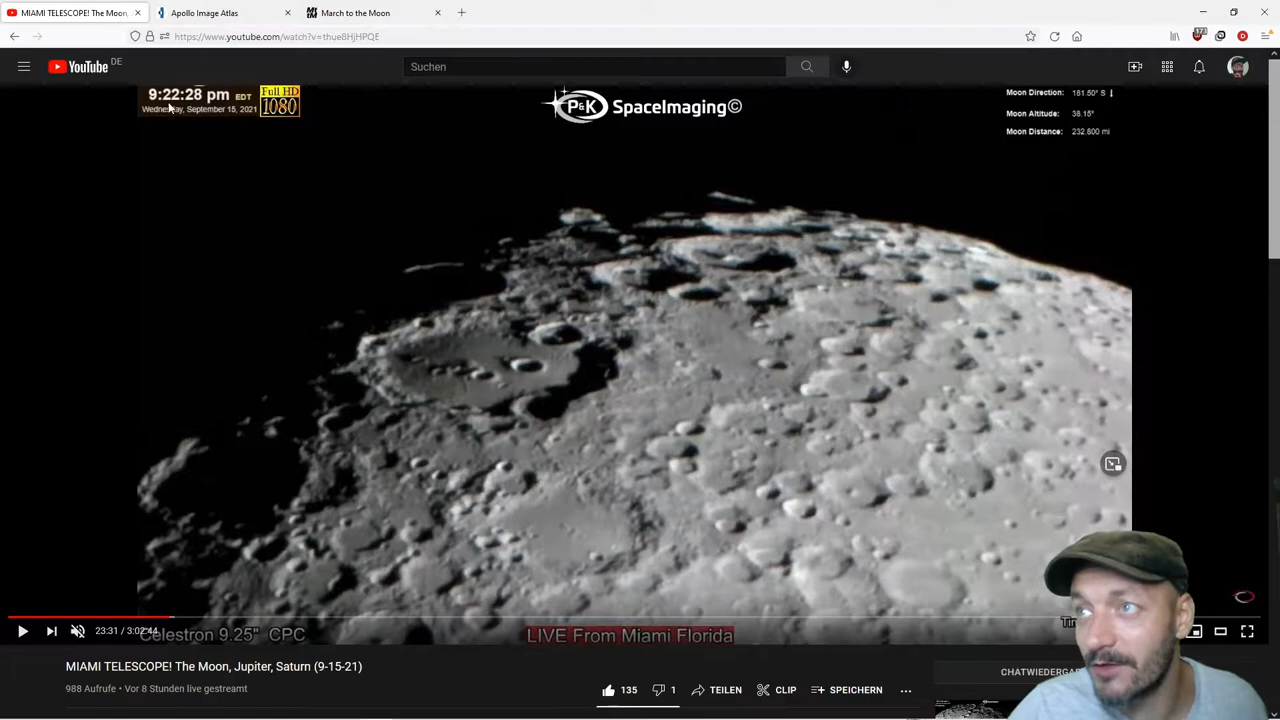 MIAMI TELESCOPE! The Moon,
Apollo Image Atlas
March to the Moon
https://www.youtube.com/watch?v=thue8HjHPQE
173
YouTube DE
Suchen
9:22:28 pm EDT
Wednesday, September 15, 2021
Full HD
1080
P&K SpaceImaging©
Moon Direction: 181.50° S
Moon Altitude: 38.15°
Moon Distance: 232.800 mi
23:31 / 3:02:44
Celestron 9.25" CPC
LIVE From Miami Florida
MIAMI TELESCOPE! The Moon, Jupiter, Saturn (9-15-21)
988 Aufrufe • Vor 8 Stunden live gestreamt
135
1
TEILEN
CLIP
SPEICHERN